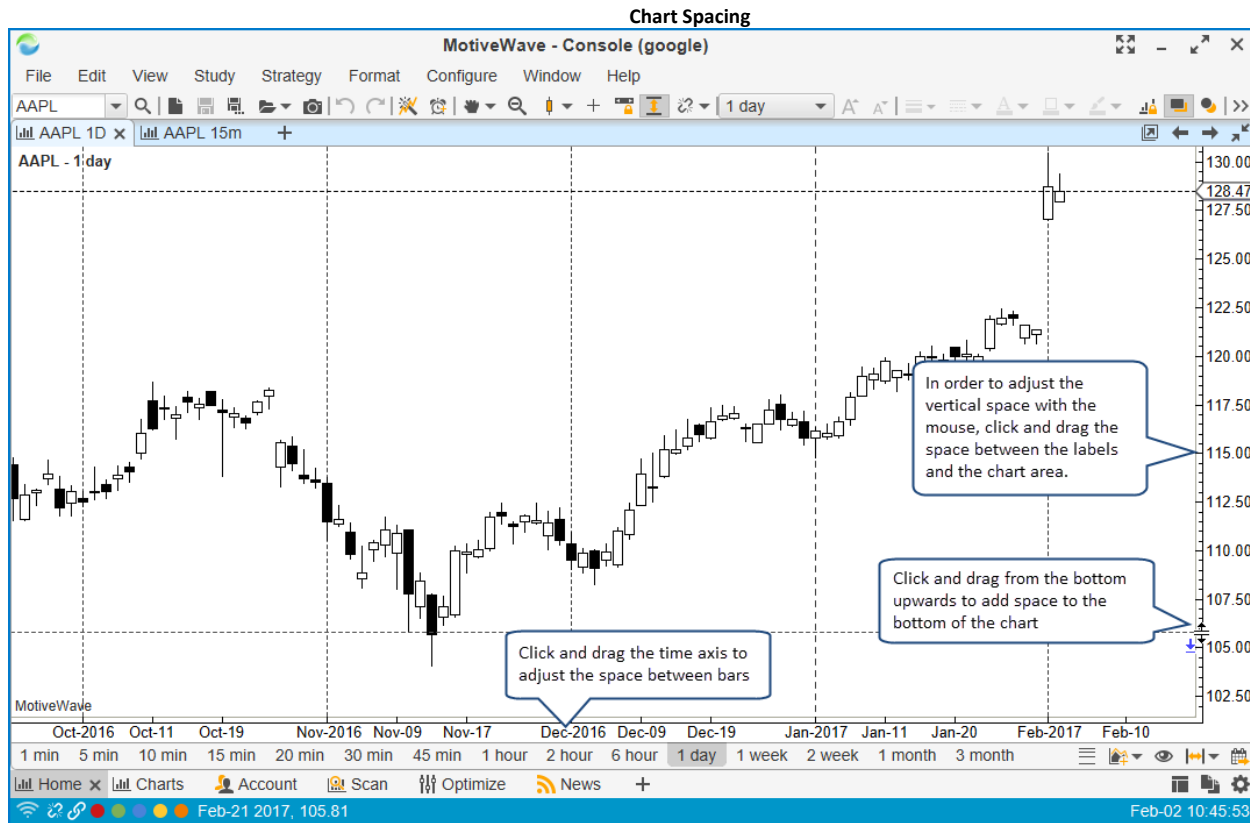 Chart Spacing
MotiveWave - Console (google)
File Edit View Study Strategy Format Configure Window Help
AAPL 1 day A A A
AAPL 1D AAPL 15m +
AAPL - 1 day
130.00
128.47
127.50
125.00
122.50
120.00
In order to adjust the
vertical space with the
mouse, click and drag the
space between the labels
and the chart area.
117.50
115.00
112.50
110.00
Click and drag from the bottom
upwards to add space to the
bottom of the chart
107.50
105.00
Click and drag the time axis to
adjust the space between bars
102.50
MotiveWave
Oct-2016 Oct-11 Oct-19 Nov-2016 Nov-09 Nov-17 Dec-2016 Dec-09 Dec-19 Jan-2017 Jan-11 Jan-20 Feb-2017 Feb-10
1 min 5 min 10 min 15 min 20 min 30 min 45 min 1 hour 2 hour 6 hour 1 day 1 week 2 week 1 month 3 month
Home Charts Account Scan Optimize News +
Feb-21 2017, 105.81 Feb-02 10:45:53